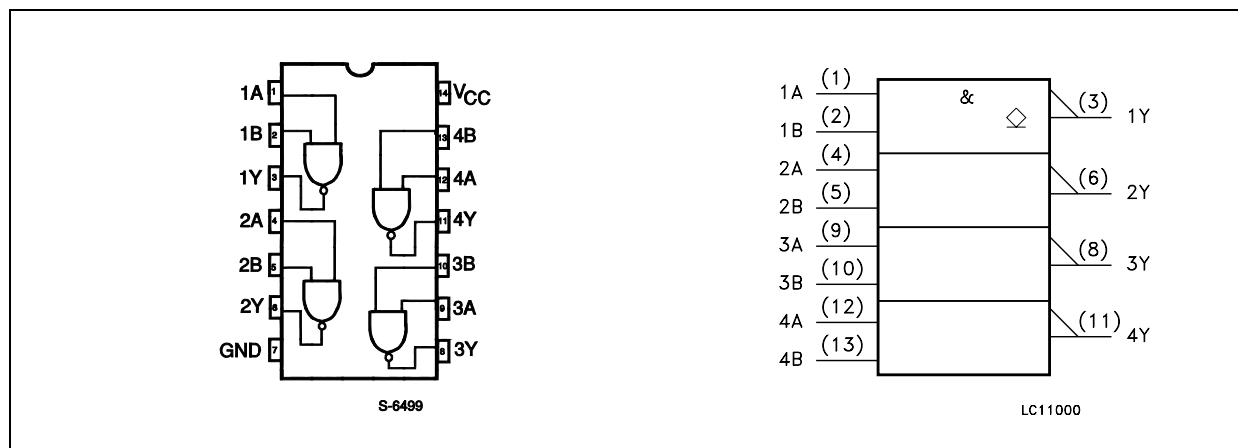 1A 1 14 VCC
1B 2 13 4B
1Y 3 12 4A
2A 4 11 4Y
2B 5 10 3B
2Y 6 9 3A
GND 7 8 3Y
S-6499
1A (1)
1B (2)
2A (4)
2B (5)
3A (9)
3B (10)
4A (12)
4B (13)
&
(3) 1Y
(6) 2Y
(8) 3Y
(11) 4Y
LC11000